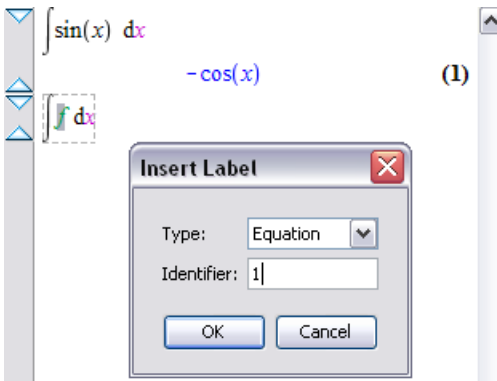 ∫sin(x) dx
-cos(x) (1)
∫f dx
Insert Label
Type: Equation
Identifier: 1
OK Cancel